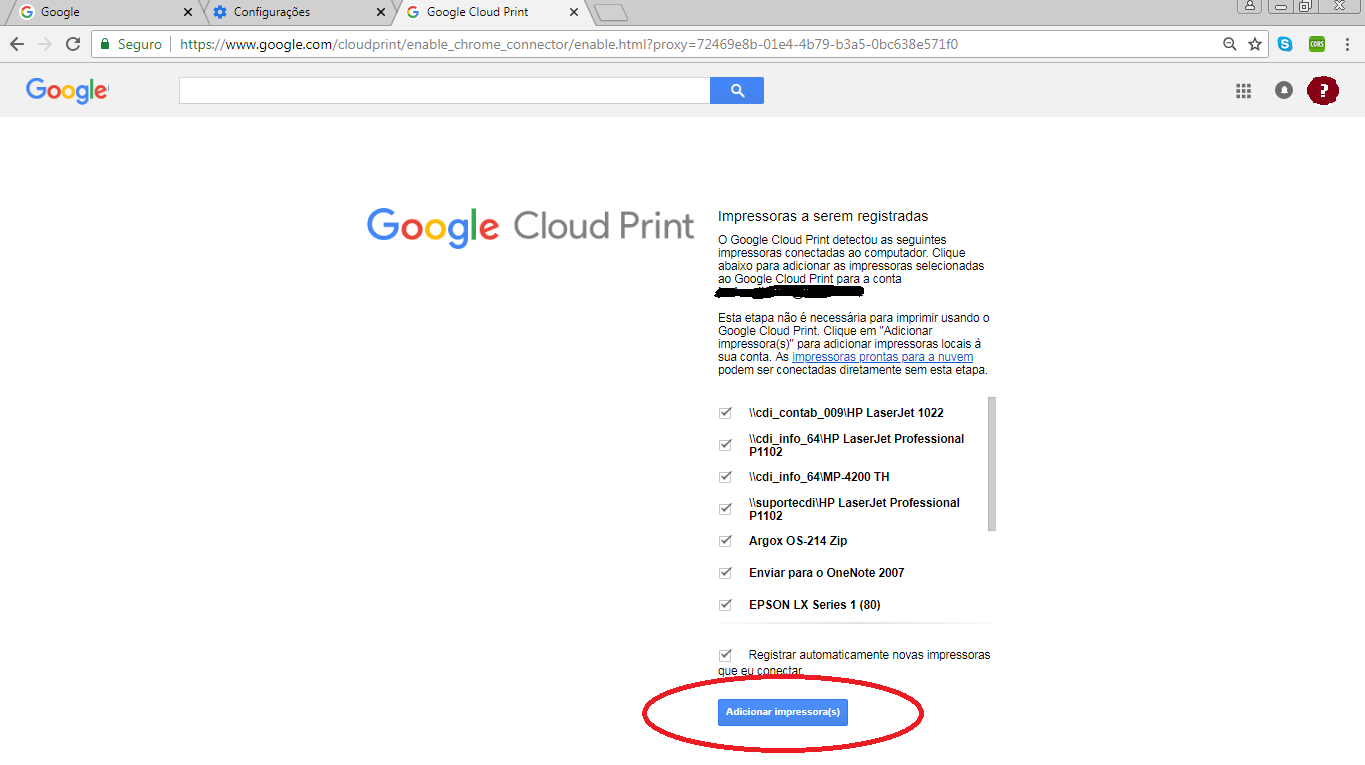 Google
Configurações
Google Cloud Print
Seguro
https://www.google.com/cloudprint/enable_chrome_connector/enable.html?proxy=72469e8b-01e4-4b79-b3a5-0bc638e571f0
CORS
Google
?
Google Cloud Print
Impressoras a serem registradas
O Google Cloud Print detectou as seguintes
impressoras conectadas ao computador. Clique
abaixo para adicionar as impressoras selecionadas
ao Google Cloud Print para a conta
Esta etapa não é necessária para imprimir usando o
Google Cloud Print. Clique em "Adicionar
impressora(s)" para adicionar impressoras locais à
sua conta. As impressoras prontas para a nuvem
podem ser conectadas diretamente sem esta etapa.
\\cdi_contab_009\HP LaserJet 1022
\\cdi_info_64\HP LaserJet Professional
P1102
\\cdi_info_64\MP-4200 TH
\\suportecdi\HP LaserJet Professional
P1102
Argox OS-214 Zip
Enviar para o OneNote 2007
EPSON LX Series 1 (80)
Registrar automaticamente novas impressoras
que eu conectar.
Adicionar impressora(s)